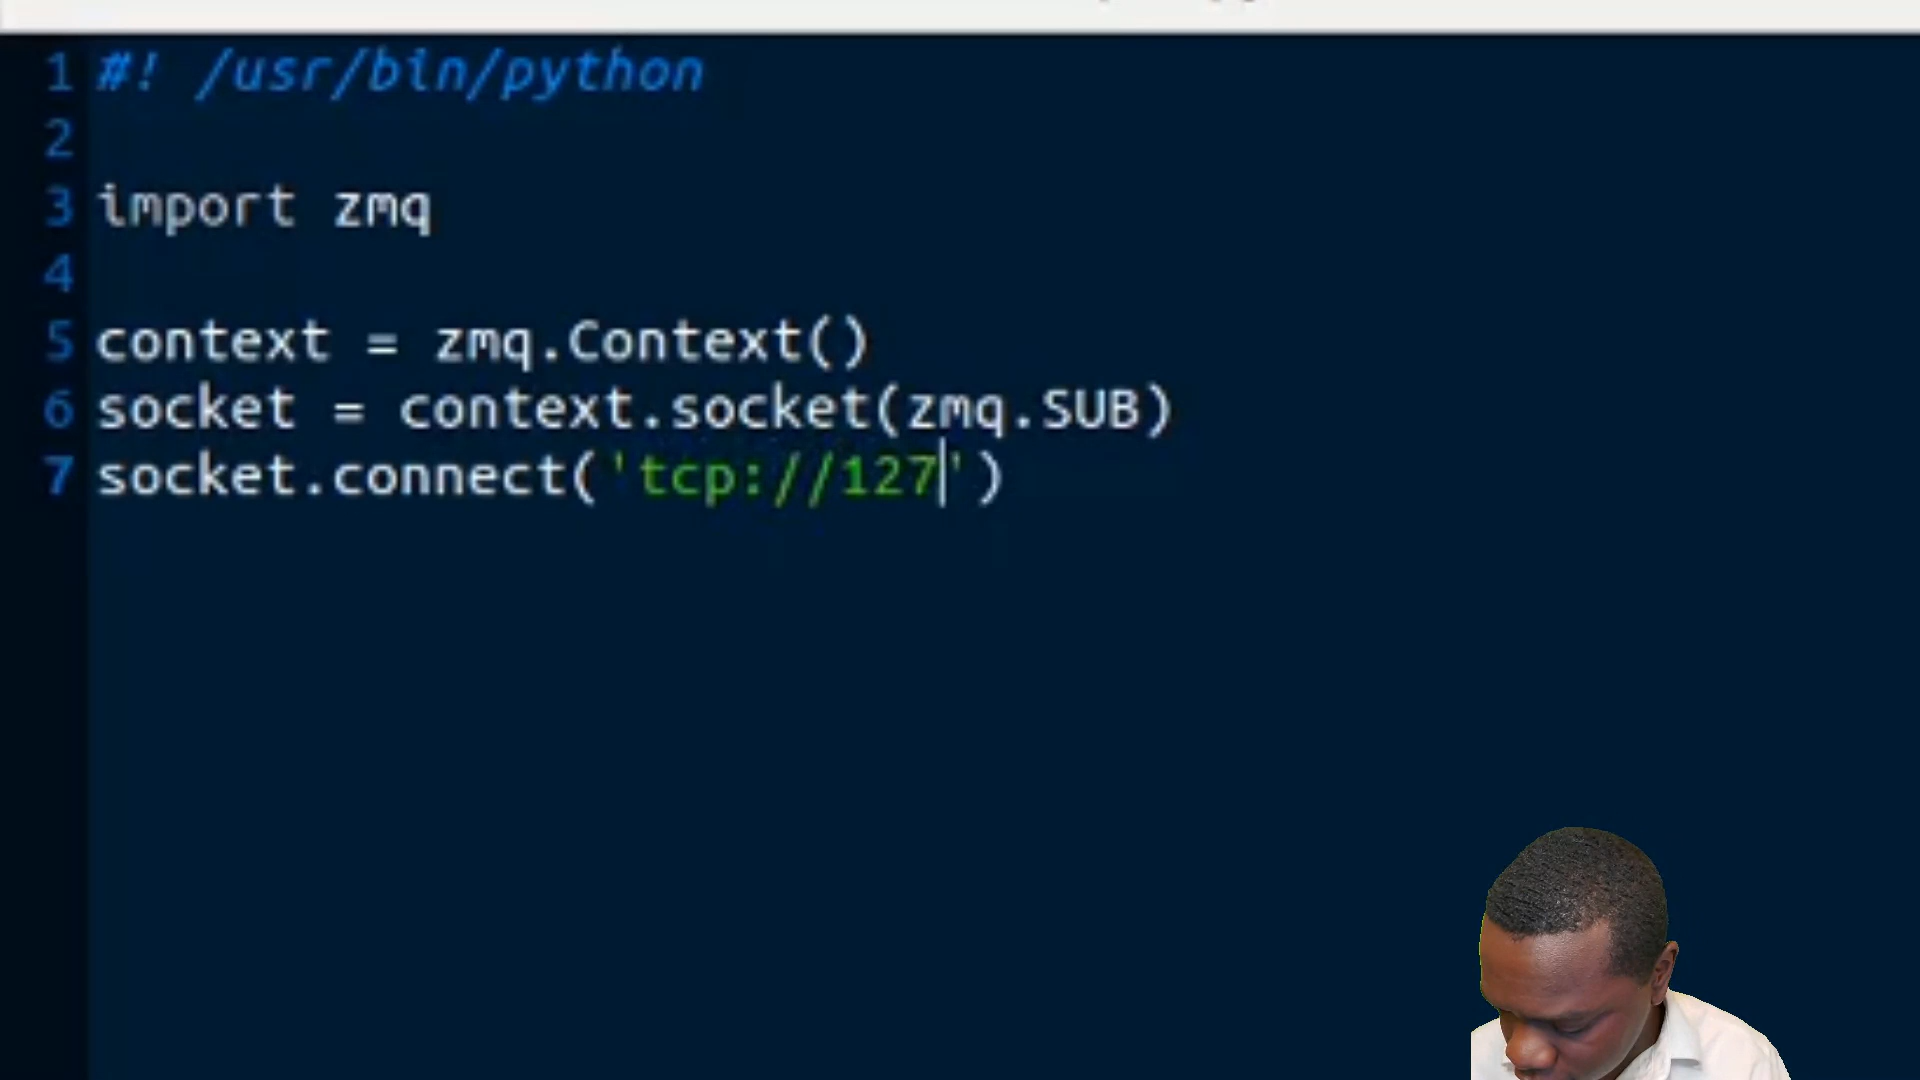 1 #! /usr/bin/python
2
3 import zmq
4
5 context = zmq.Context()
6 socket = context.socket(zmq.SUB)
7 socket.connect('tcp://127')